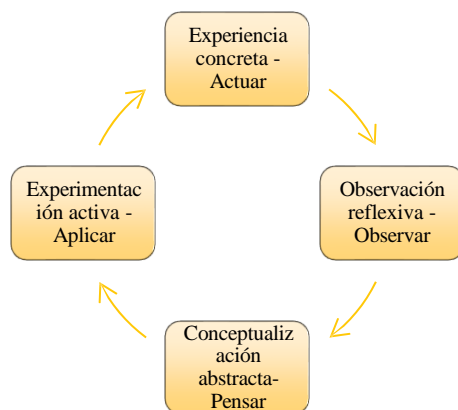 Experiencia
concreta -
Actuar
Observación
reflexiva -
Observar
Conceptualiz
ación
abstracta-
Pensar
Experimentac
ión activa -
Aplicar